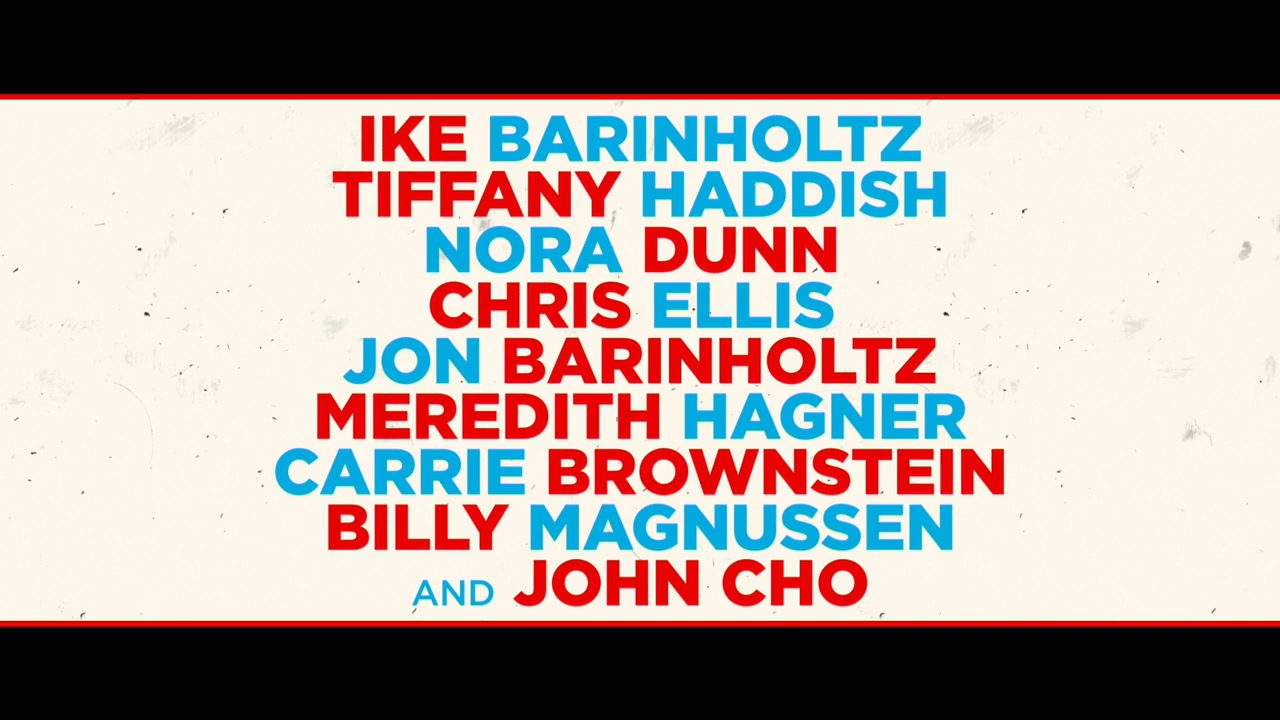 IKE BARINHOLTZ
TIFFANY HADDISH
NORA DUNN
CHRIS ELLIS
JON BARINHOLTZ
MEREDITH HAGNER
CARRIE BROWNSTEIN
BILLY MAGNUSSEN
AND JOHN CHO